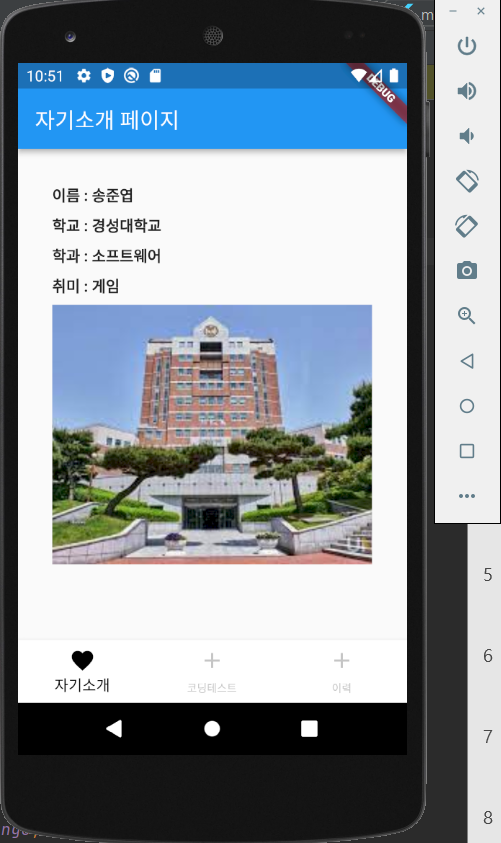 10:51
DEBUG
자기소개 페이지
이름 : 송준엽
학교 : 경성대학교
학과 : 소프트웨어
취미 : 게임
자기소개
코딩테스트
이력
5
6
7
8